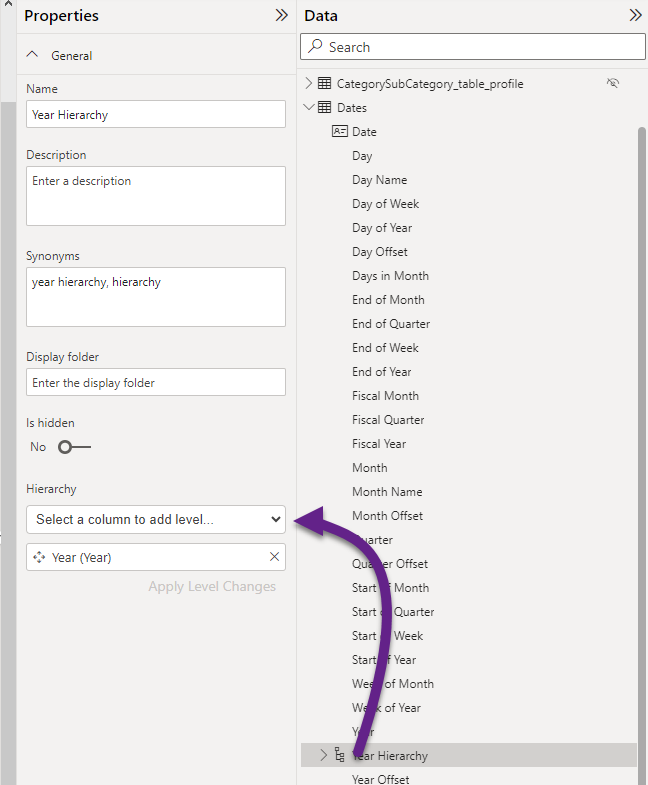 Properties
General
Name
Year Hierarchy
Description
Enter a description
Synonyms
year hierarchy, hierarchy
Display folder
Enter the display folder
Is hidden
No
Hierarchy
Select a column to add level...
Year (Year)
Apply Level Changes
Data
Search
CategorySubCategory_table_profile
Dates
Date
Day
Day Name
Day of Week
Day of Year
Day Offset
Days in Month
End of Month
End of Quarter
End of Week
End of Year
Fiscal Month
Fiscal Quarter
Fiscal Year
Month
Month Name
Month Offset
Quarter
Quarter Offset
Start of Month
Start of Quarter
Start of Week
Start of Year
Week of Month
Week of Year
Year
Year Hierarchy
Year Offset